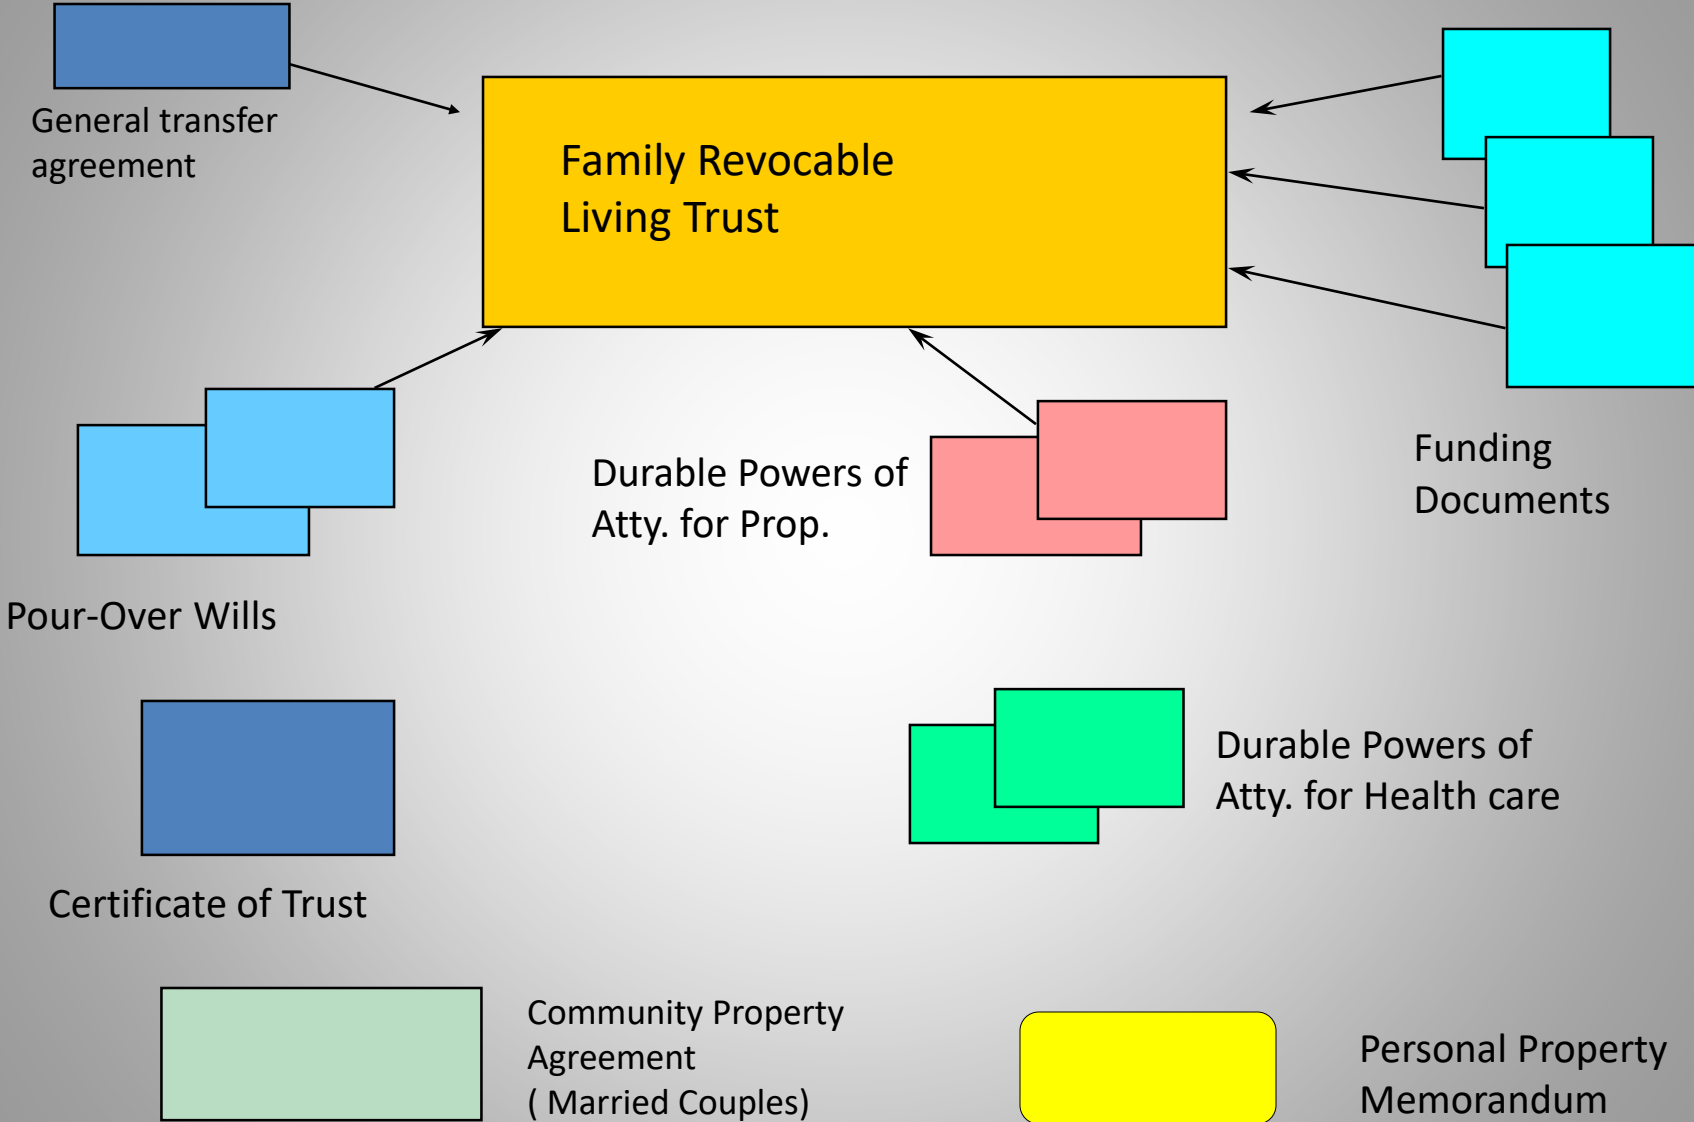 General transfer
agreement
Family Revocable
Living Trust
Durable Powers of
Atty. for Prop.
Funding
Documents
Pour-Over Wills
Durable Powers of
Atty. for Health care
Certificate of Trust
Community Property
Agreement
( Married Couples)
Personal Property
Memorandum